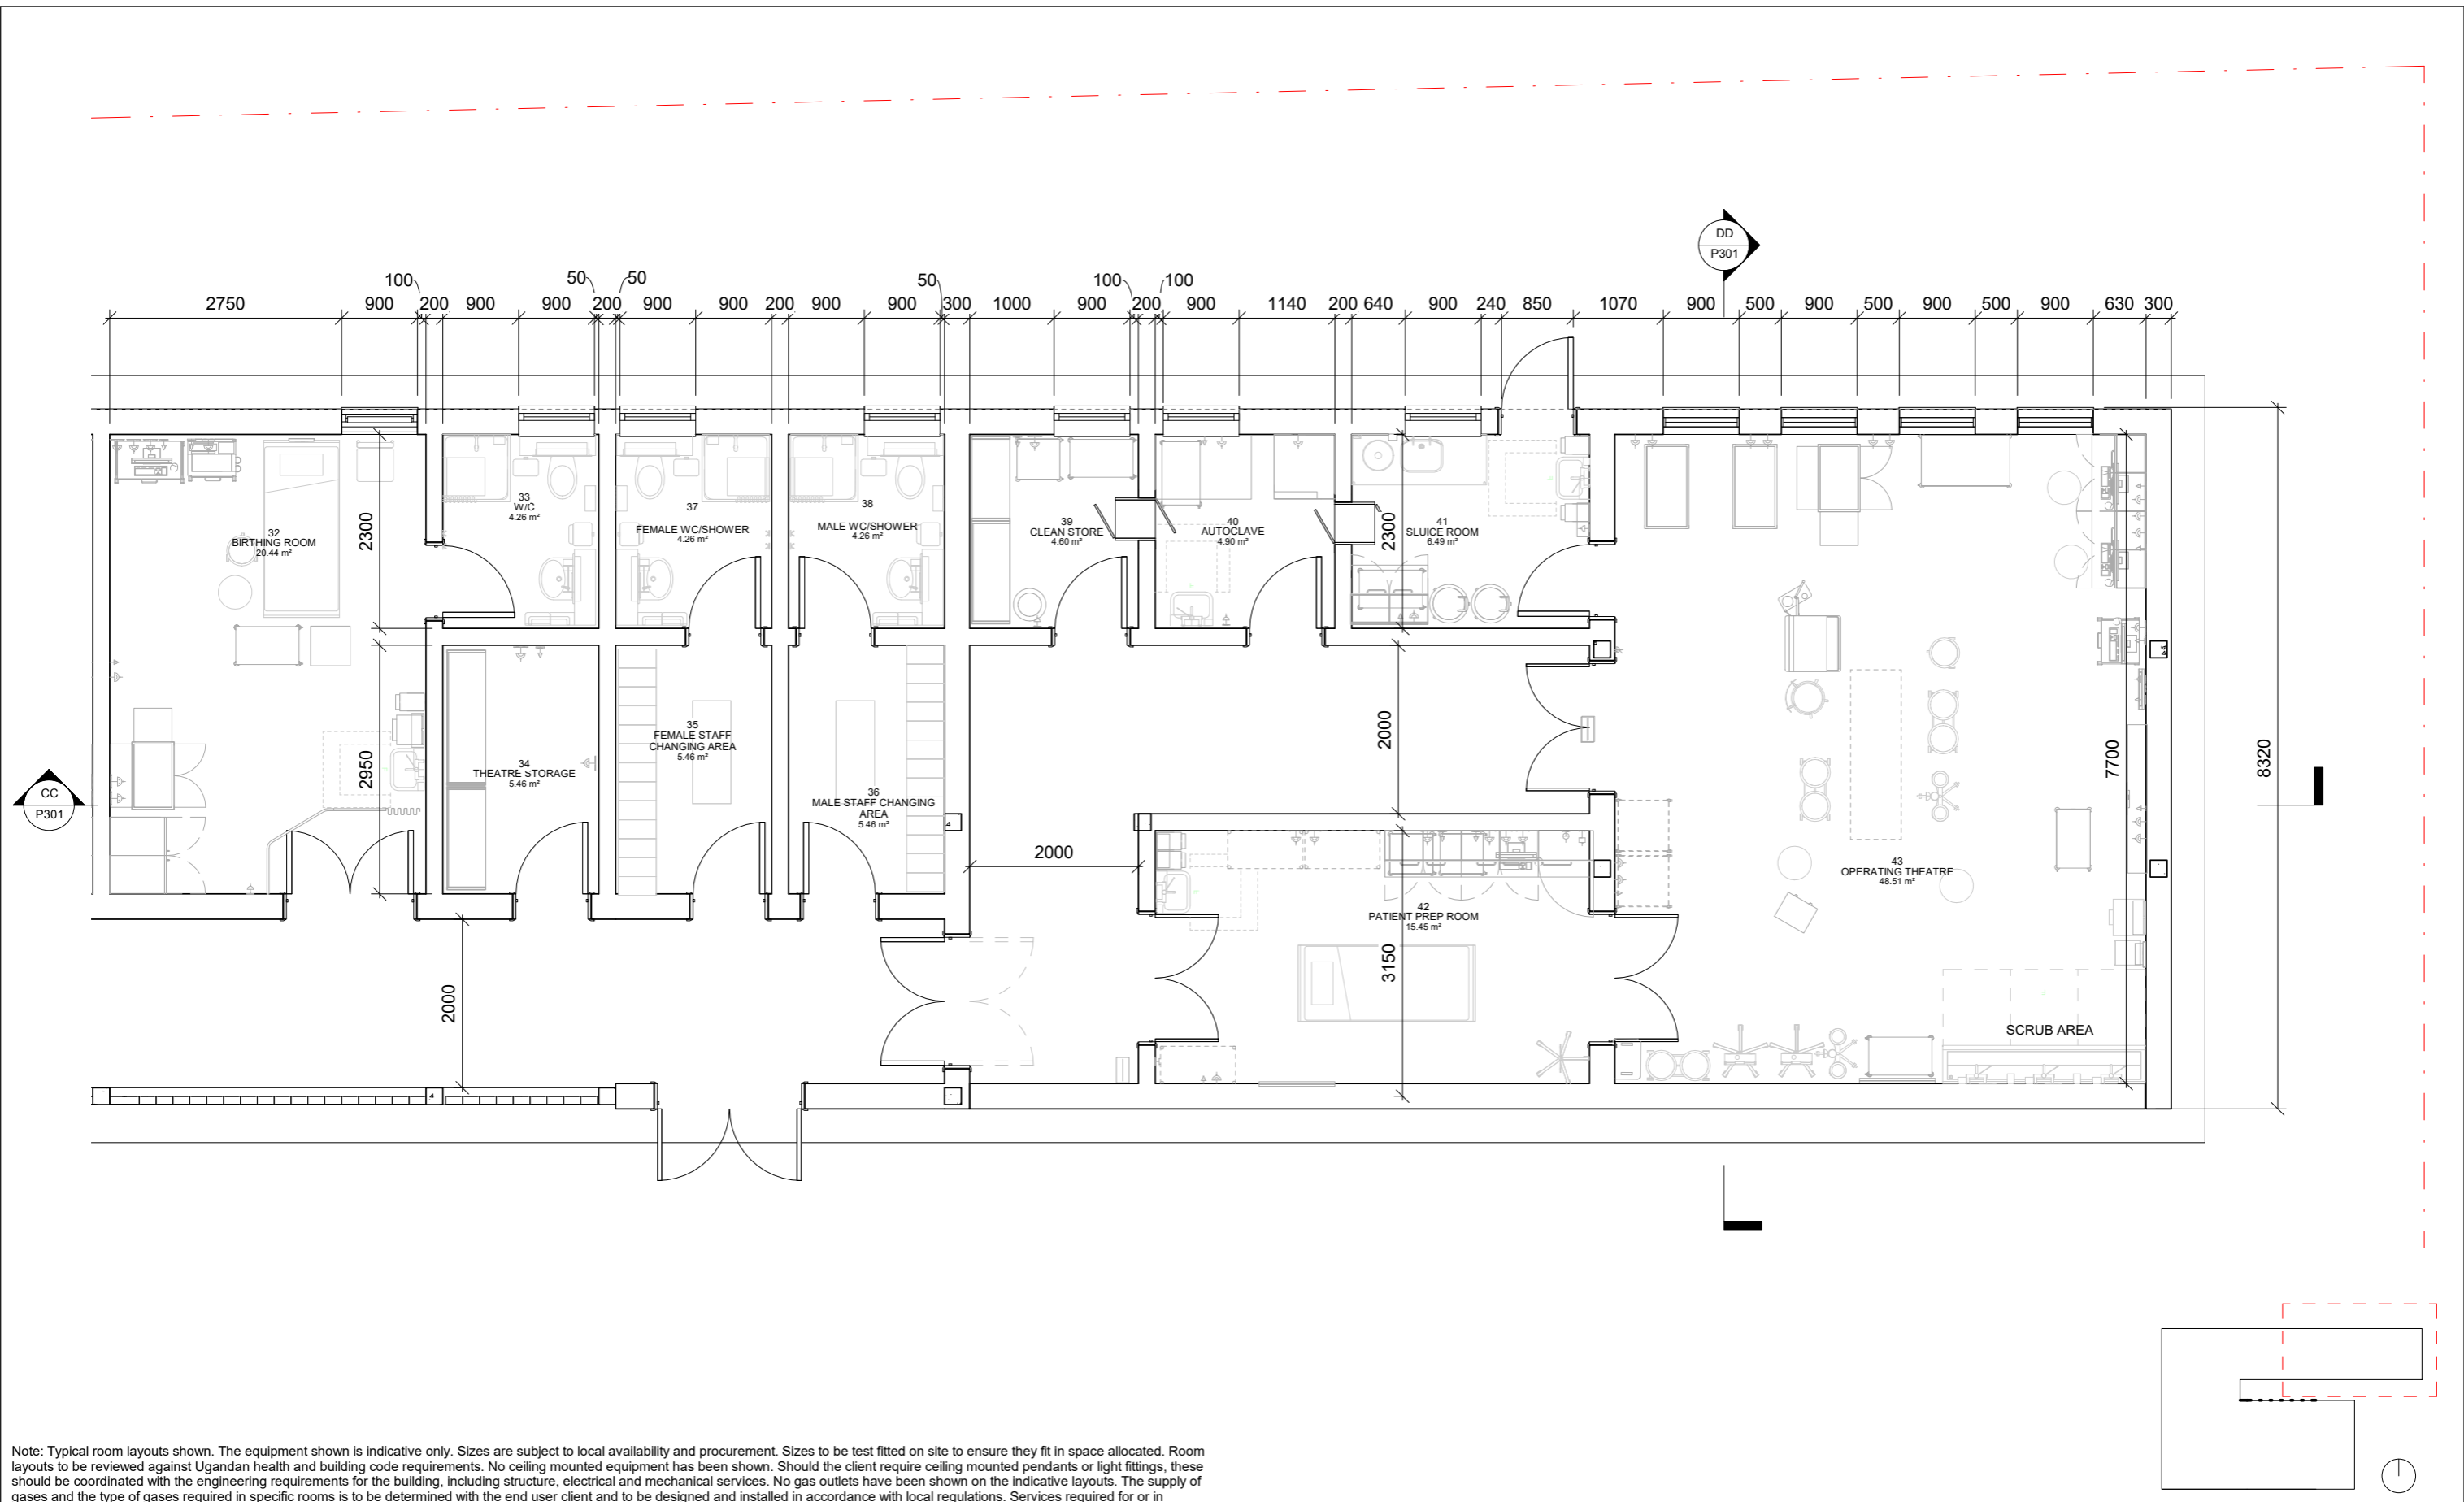 DD
P301
100
50
50
50
100
100
2750
900
200
900
900
200
900
900
200
900
900
300
1000
900
200
900
1140
200
640
900
240
850
1070
900
500
900
500
900
500
900
630
300
32
BIRTHING ROOM
20.44 m²
2300
33
W/C
4.26 m²
37
FEMALE WC/SHOWER
4.26 m²
38
MALE WC/SHOWER
4.26 m²
39
CLEAN STORE
4.60 m²
40
AUTOCLAVE
4.90 m²
2300
41
SLUICE ROOM
6.49 m²
2950
34
THEATRE STORAGE
5.46 m²
35
FEMALE STAFF
CHANGING AREA
5.46 m²
36
MALE STAFF CHANGING
AREA
5.46 m²
2000
7700
8320
CC
P301
2000
43
OPERATING THEATRE
48.51 m²
42
PATIENT PREP ROOM
15.45 m²
3150
2000
SCRUB AREA
Note: Typical room layouts shown. The equipment shown is indicative only. Sizes are subject to local availability and procurement. Sizes to be test fitted on site to ensure they fit in space allocated. Room
layouts to be reviewed against Ugandan health and building code requirements. No ceiling mounted equipment has been shown. Should the client require ceiling mounted pendants or light fittings, these
should be coordinated with the engineering requirements for the building, including structure, electrical and mechanical services. No gas outlets have been shown on the indicative layouts. The supply of
gases and the type of gases required in specific rooms is to be determined with the end user client and to be designed and installed in accordance with local regulations. Services required for or in